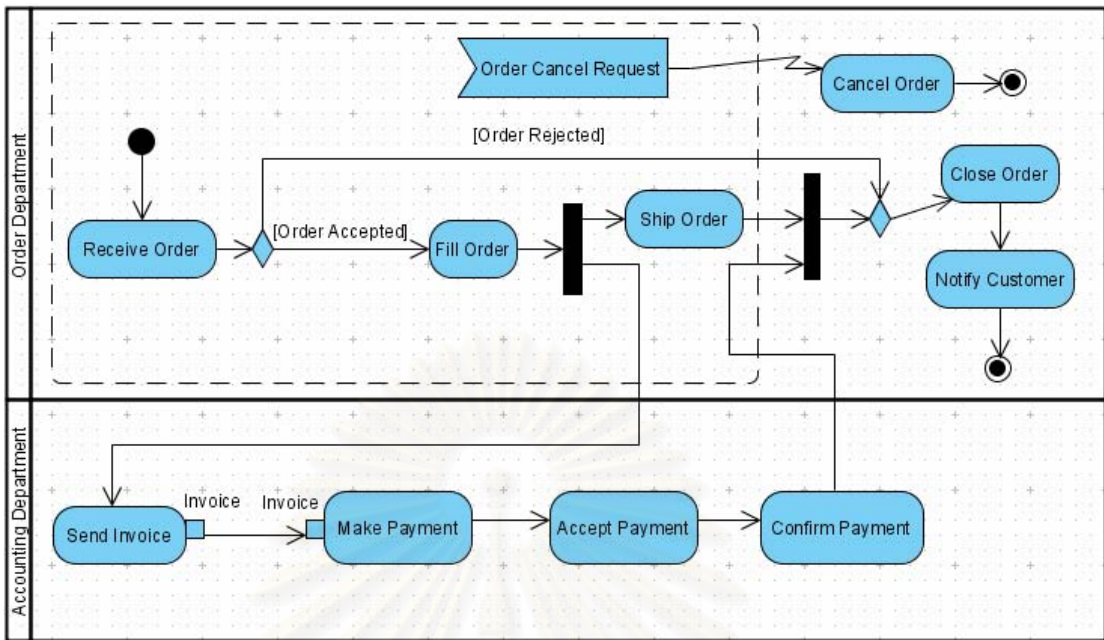 Order Department
Order Cancel Request
Cancel Order
[Order Rejected]
Close Order
Receive Order
[Order Accepted]
Fill Order
Ship Order
Notify Customer
Accounting Department
Invoice
Invoice
Send Invoice
Make Payment
Accept Payment
Confirm Payment